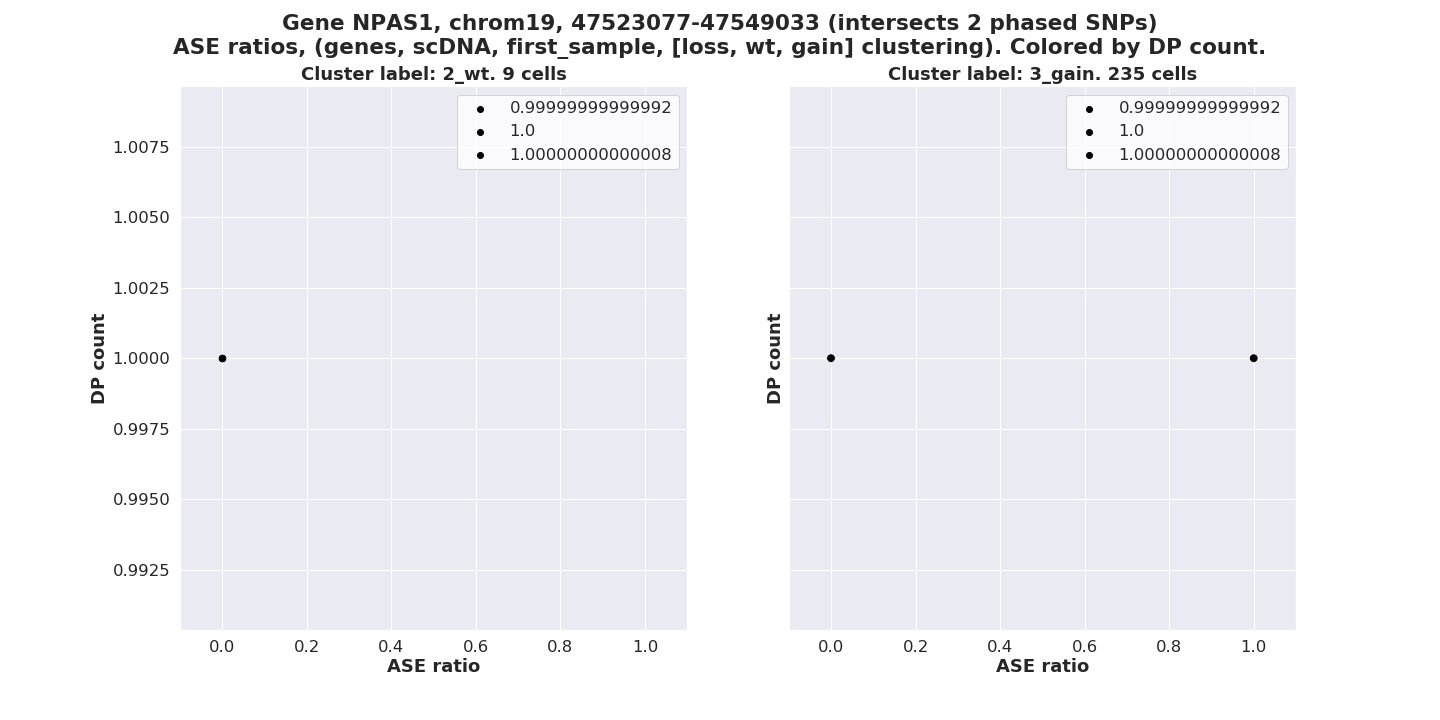 Gene NPAS1, chrom19, 47523077-47549033 (intersects 2 phased SNPs)
ASE ratios, (genes, scDNA, first_sample, [loss, wt, gain] clustering). Colored by DP count.
Cluster label: 2_wt. 9 cells
0.99999999999992
1.0
1.00000000000008
1.0075
1.0050
1.0025
1.0000
0.9975
0.9950
0.9925
DP count
0.0 0.2 0.4 0.6 0.8 1.0
ASE ratio
Cluster label: 3_gain. 235 cells
0.99999999999992
1.0
1.00000000000008
DP count
0.0 0.2 0.4 0.6 0.8 1.0
ASE ratio